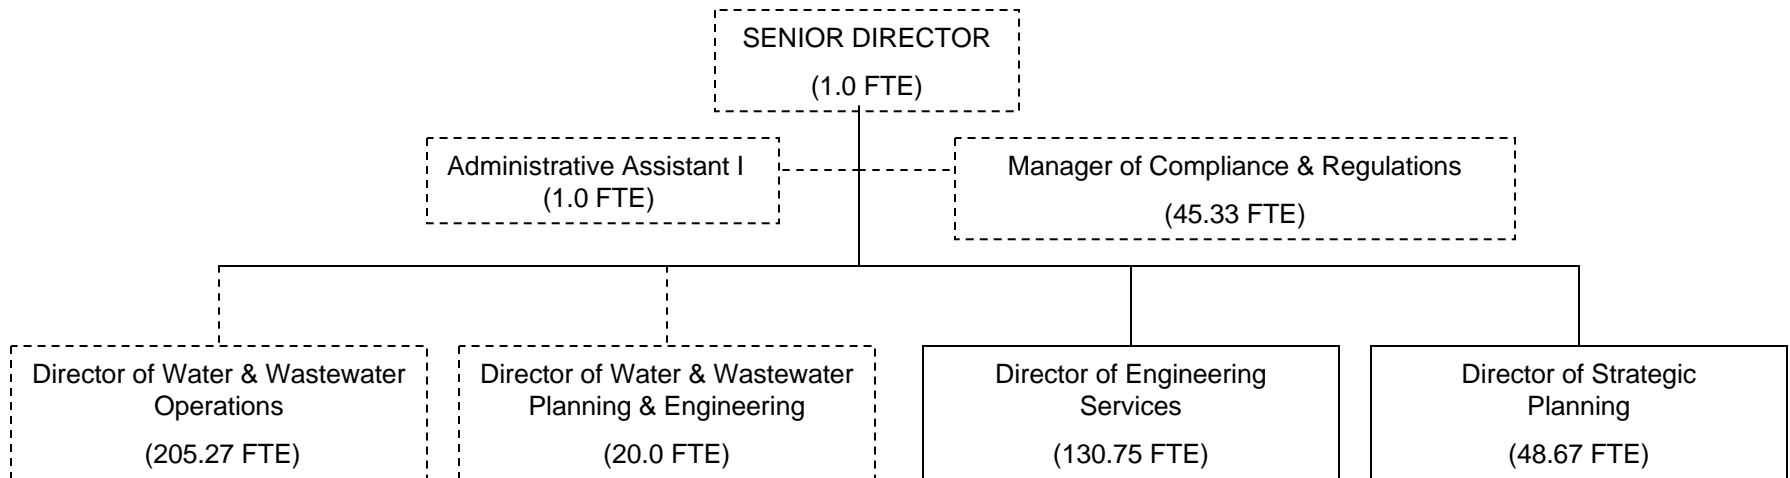 SENIOR DIRECTOR
(1.0 FTE)
Administrative Assistant I
(1.0 FTE)
Manager of Compliance & Regulations
(45.33 FTE)
Director of Water & Wastewater
Operations
(205.27 FTE)
Director of Water & Wastewater
Planning & Engineering
(20.0 FTE)
Director of Engineering
Services
(130.75 FTE)
Director of Strategic
Planning
(48.67 FTE)